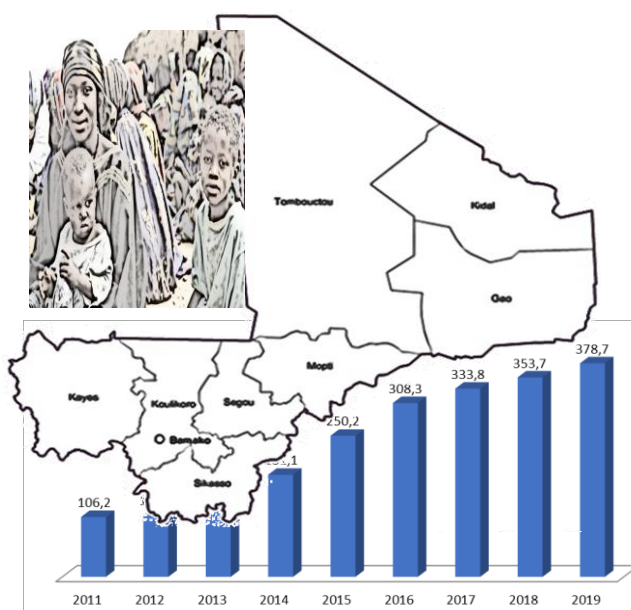 Tombouctou
Kidal
Gao
Mopti
Kayes
Koulikoro
Segou
Bamako
Sikasso
378,7
353,7
333,8
308,3
250,2
106,2
2011 2012 2013 2014 2015 2016 2017 2018 2019